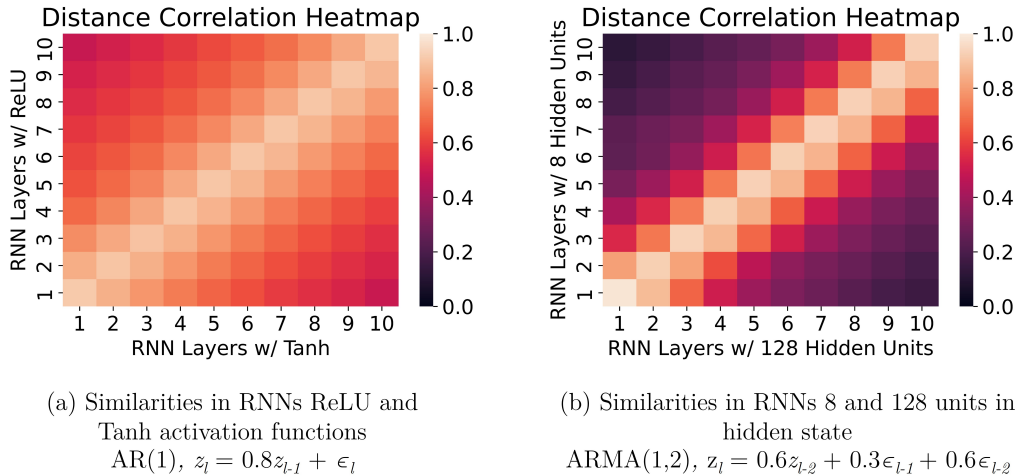 Distance Correlation Heatmap
RNN Layers w/ ReLU
10
9
8
7
6
5
4
3
2
1
1 2 3 4 5 6 7 8 9 10
RNN Layers w/ Tanh
1.0
0.8
0.6
0.4
0.2
0.0
(a) Similarities in RNNs ReLU and
Tanh activation functions
AR(1), z_l = 0.8z_{l-1} + ϵ_l
Distance Correlation Heatmap
RNN Layers w/ 8 Hidden Units
10
9
8
7
6
5
4
3
2
1
1 2 3 4 5 6 7 8 9 10
RNN Layers w/ 128 Hidden Units
1.0
0.8
0.6
0.4
0.2
0.0
(b) Similarities in RNNs 8 and 128 units in
hidden state
ARMA(1,2), z_l = 0.6z_{l-2} + 0.3ϵ_{l-1} + 0.6ϵ_{l-2}